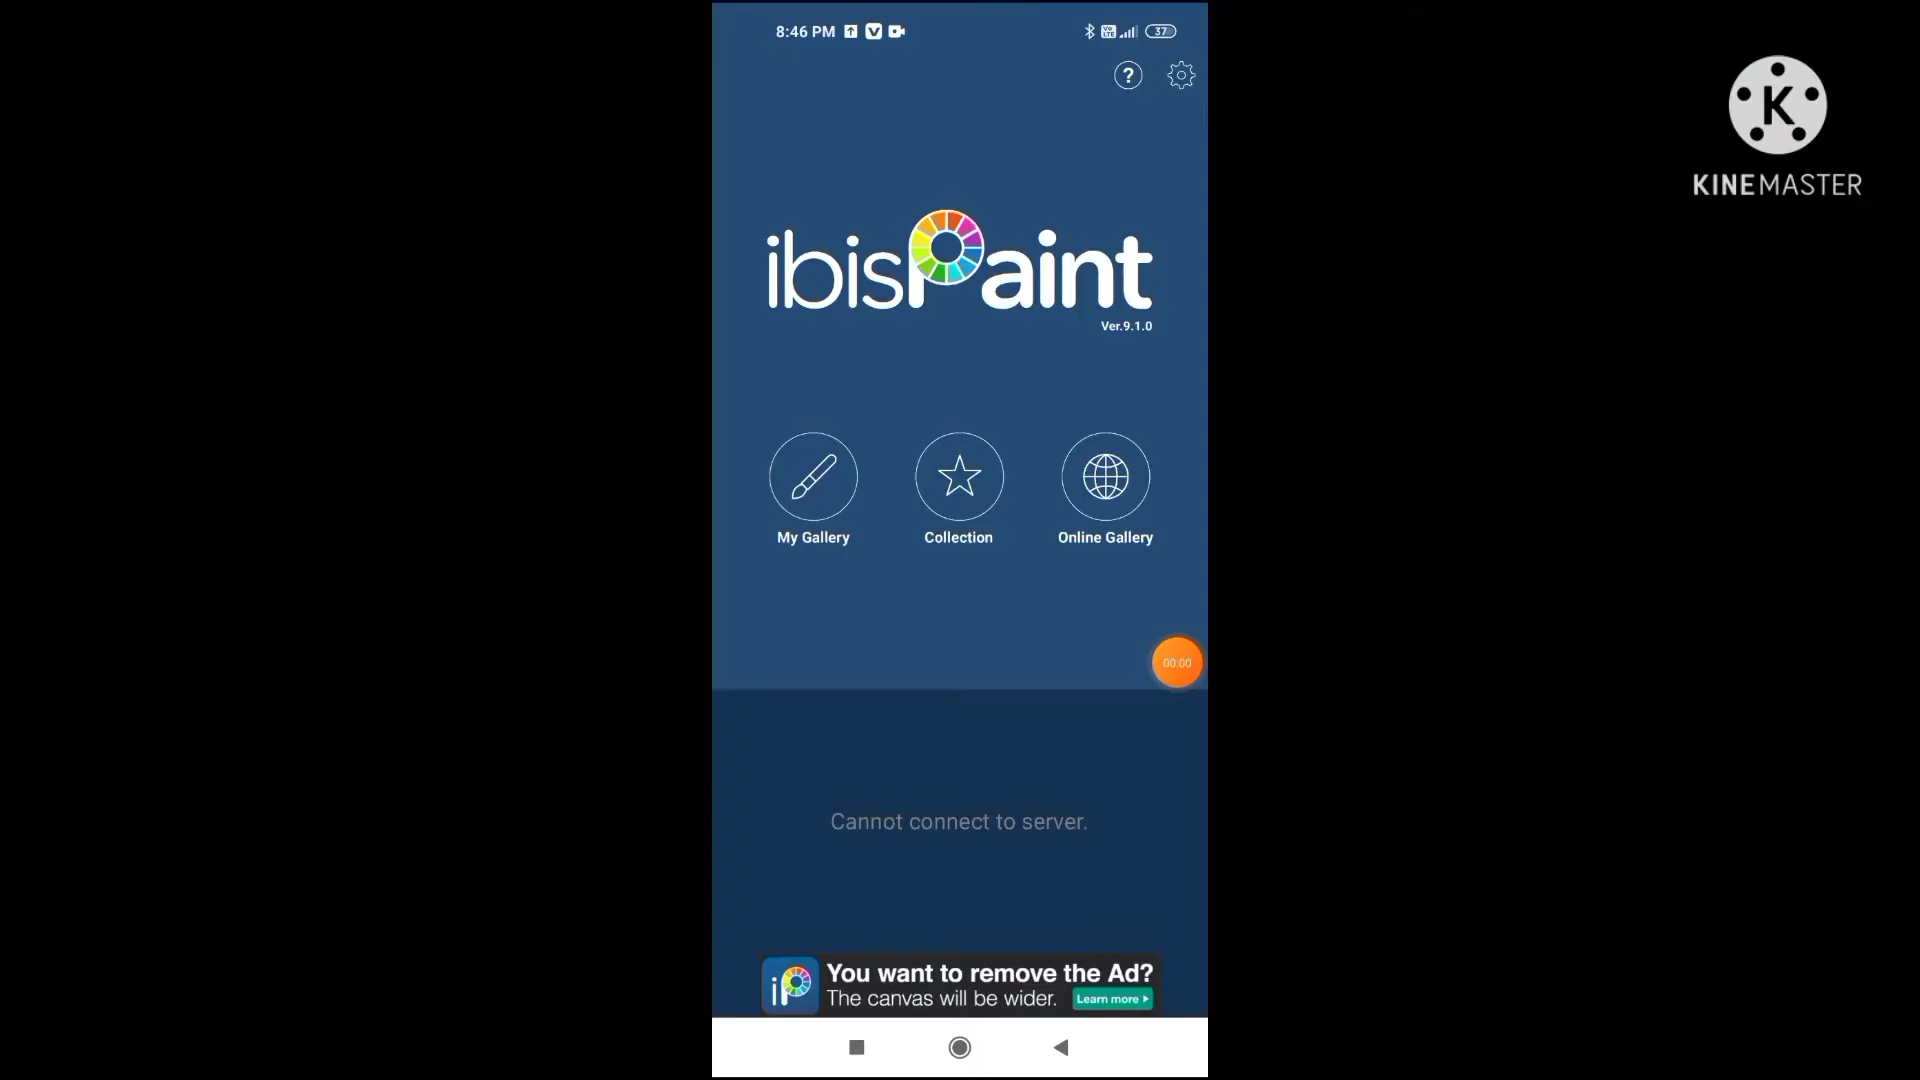 8:46 PM
37
KINEMASTER
ibisPaint
Ver.9.1.0
My Gallery
Collection
Online Gallery
00:00
Cannot connect to server.
You want to remove the Ad?
The canvas will be wider.
Learn more